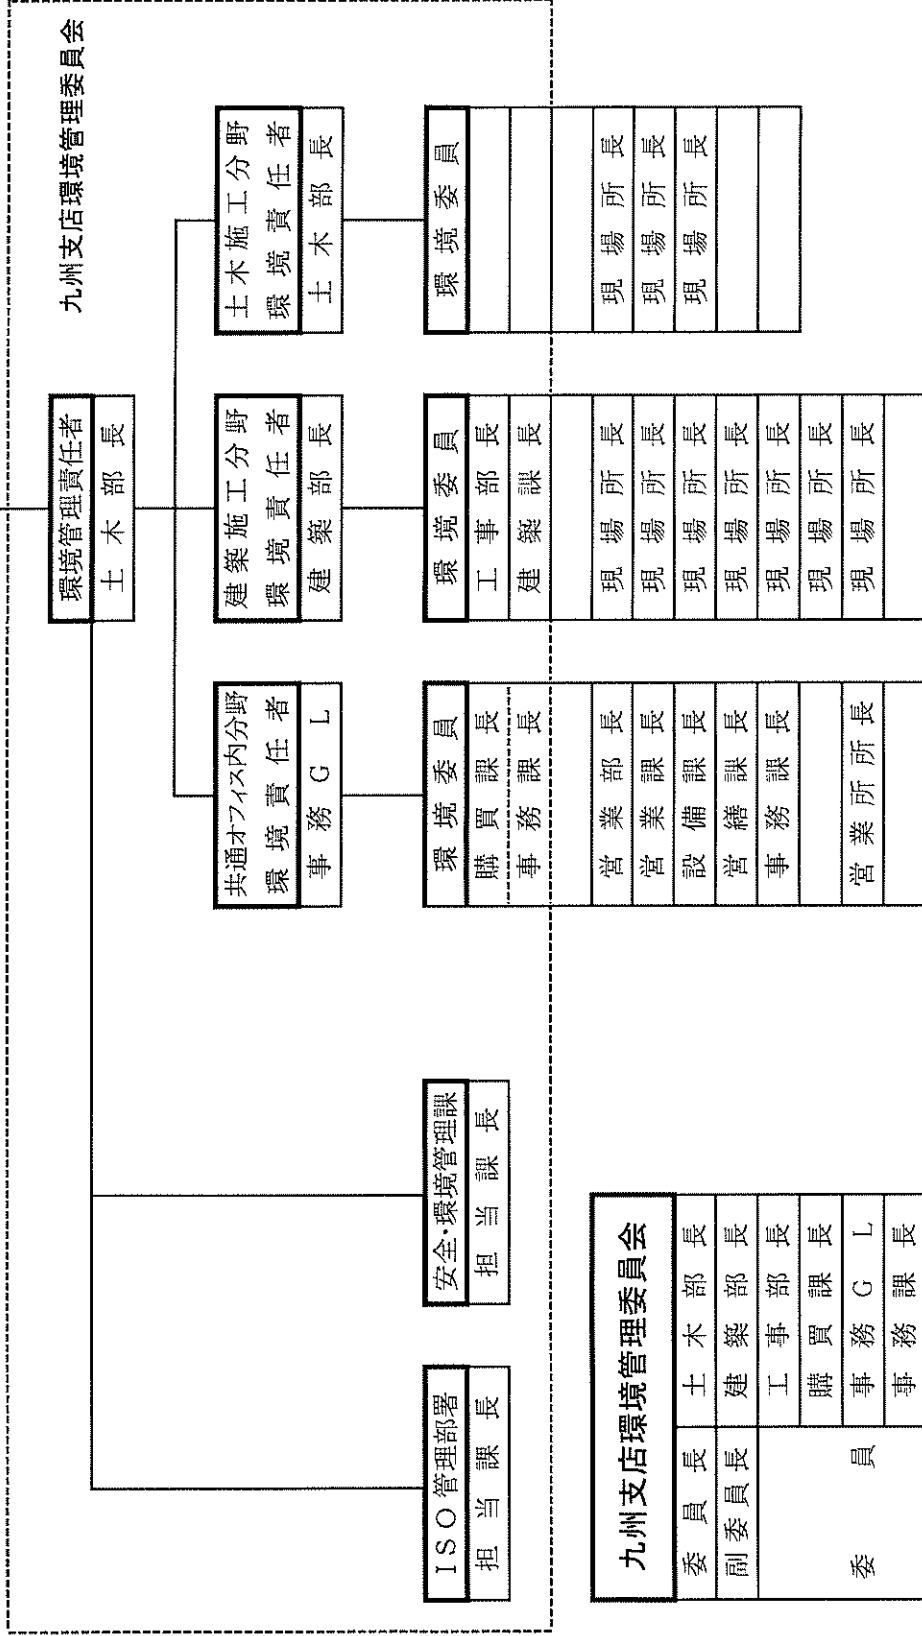 九州支店環境管理委員会
環境管理責任者
土木部長
共通オフィス内分野
環境責任者
事務GL
建築施工分野
環境責任者
建築部長
土木施工分野
環境責任者
土木部長
ISO管理部署
担当課長
安全・環境管理課
担当課長
環境委員
購買課長
事務課長
営業部長
営業課長
設備課長
営繕課長
事務課長
営業所所長
環境委員
工事部長
建築課長
現場所長
現場所長
現場所長
現場所長
現場所長
現場所長
現場所長
環境委員
現場所長
現場所長
現場所長
九州支店環境管理委員会
委員長 土木部長
副委員長 建築部長
委員 工事部長
購買課長
事務GL
事務課長